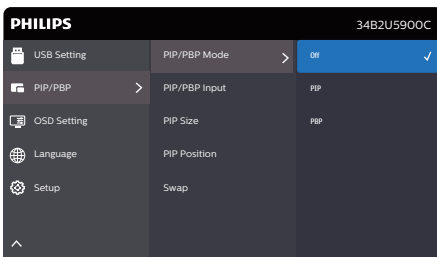 PHILIPS 34B2U5900C
USB Setting PIP/PBP Mode Off
PIP/PBP PIP/PBP Input PIP
OSD Setting PIP Size PBP
Language PIP Position
Setup Swap